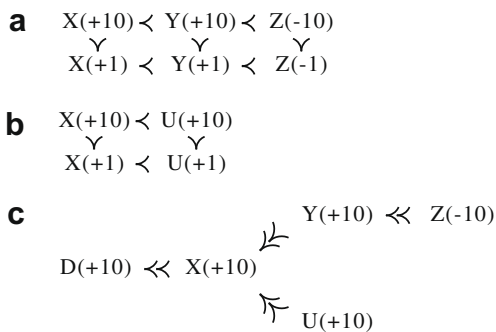 a X(+10) ≺ Y(+10) ≺ Z(-10)
X(+1) ≺ Y(+1) ≺ Z(-1)
b X(+10) ≺ U(+10)
X(+1) ≺ U(+1)
c
Y(+10) ≺≺ Z(-10)
D(+10) ≺≺ X(+10)
U(+10)